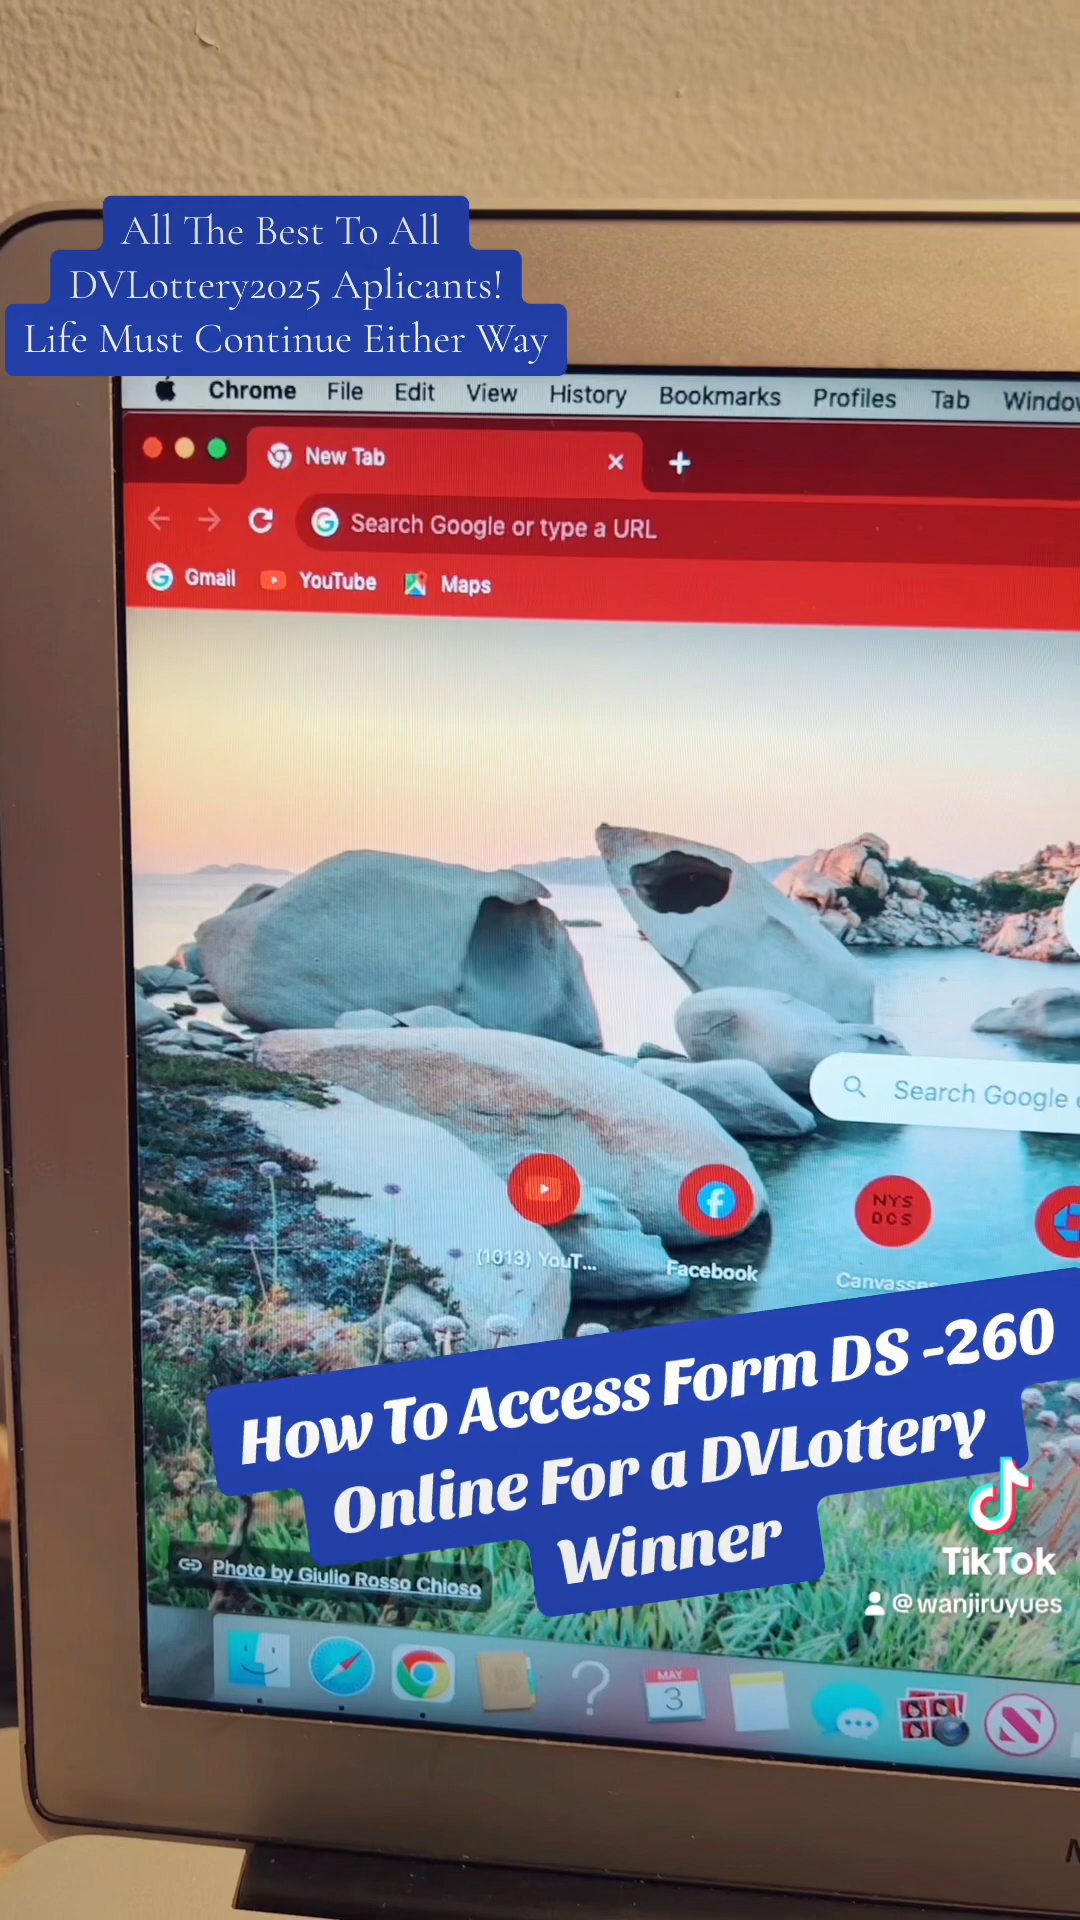 All The Best To All
DVLottery2025 Aplicants!
Life Must Continue Either Way
Chrome File Edit View History Bookmarks Profiles Tab Window
New Tab
Search Google or type a URL
Gmail YouTube Maps
Search Google
NYS
DCS
(1013) YouT...
Facebook
How To Access Form DS -260
Online For a DVLottery
Winner
TikTok
@wanjiruyues
Photo by Giulio Rosso Chioso
MAY
3